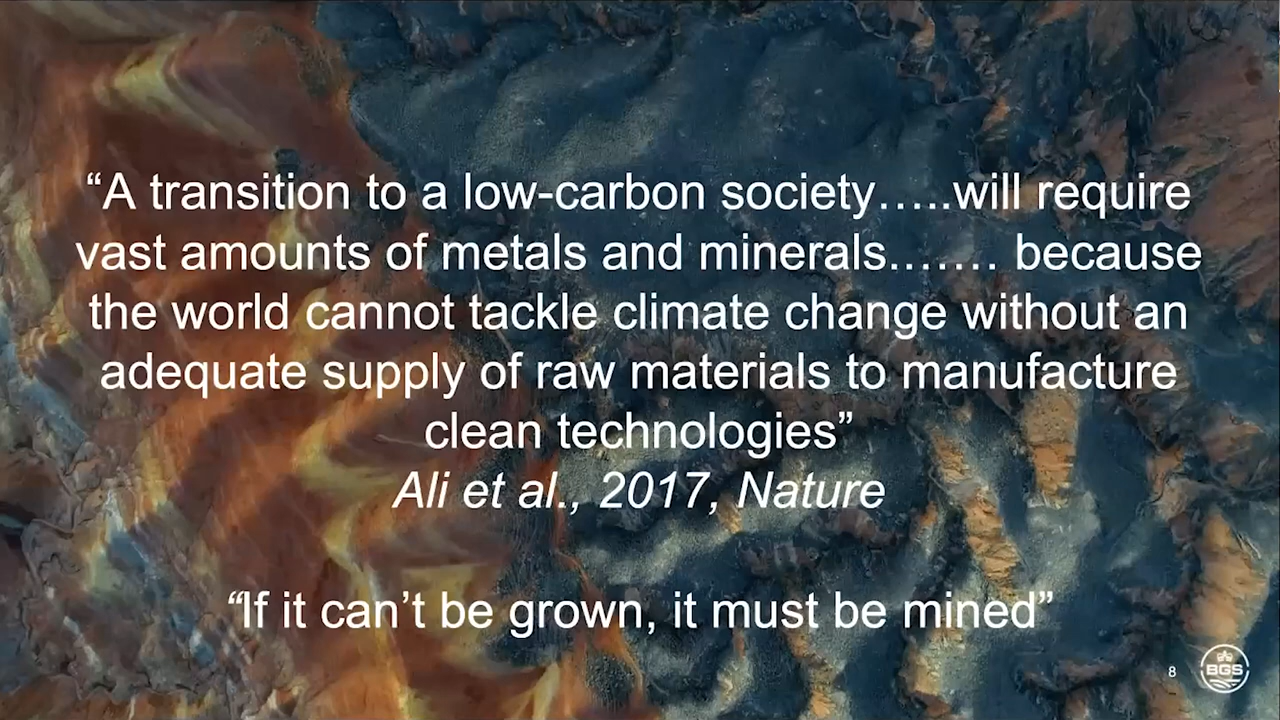 “A transition to a low-carbon society…..will require
vast amounts of metals and minerals.…… because
the world cannot tackle climate change without an
adequate supply of raw materials to manufacture
clean technologies”
Ali et al., 2017, Nature
“If it can’t be grown, it must be mined”
8
BGS